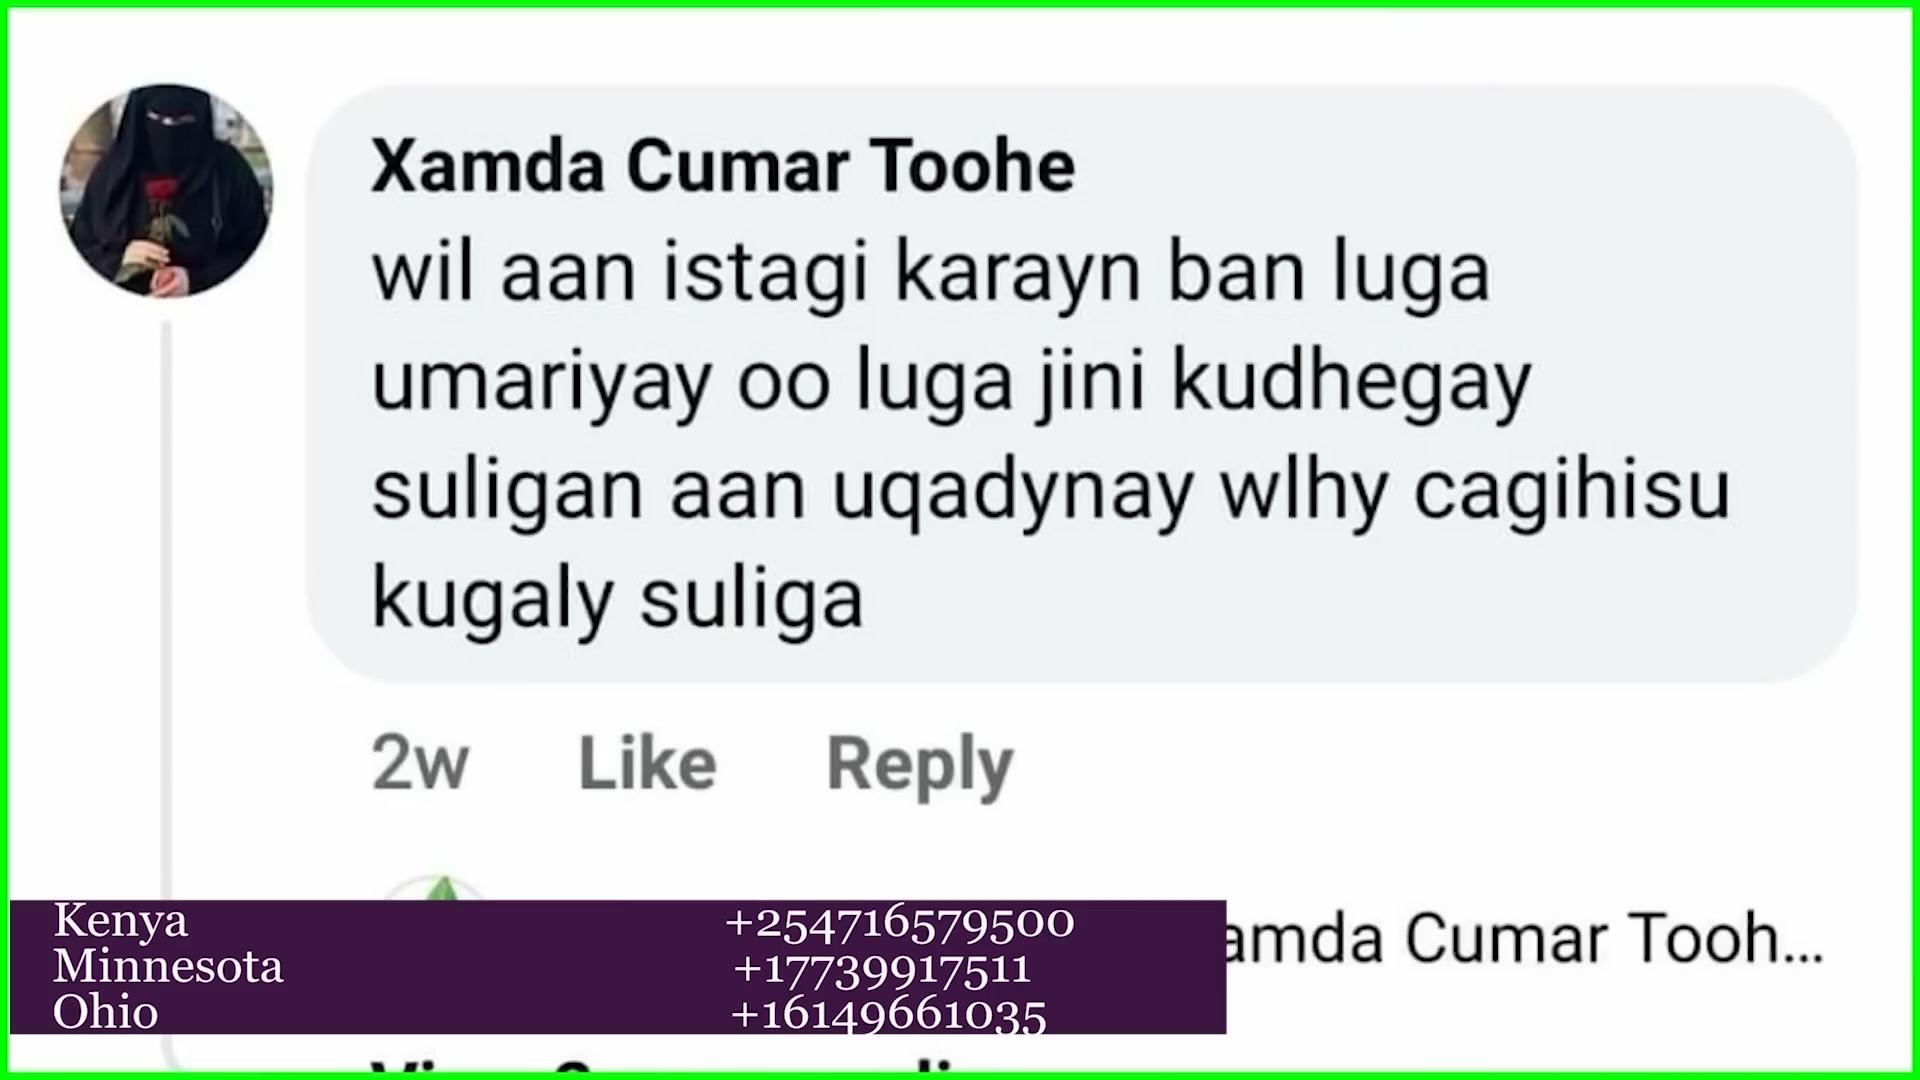 Xamda Cumar Toohe
wil aan istagi karayn ban luga
umariyay oo luga jini kudhegay
suligan aan uqadynay wlhy cagihisu
kugaly suliga
2w Like Reply
amda Cumar Tooh...
Kenya +254716579500
Minnesota +17739917511
Ohio +16149661035